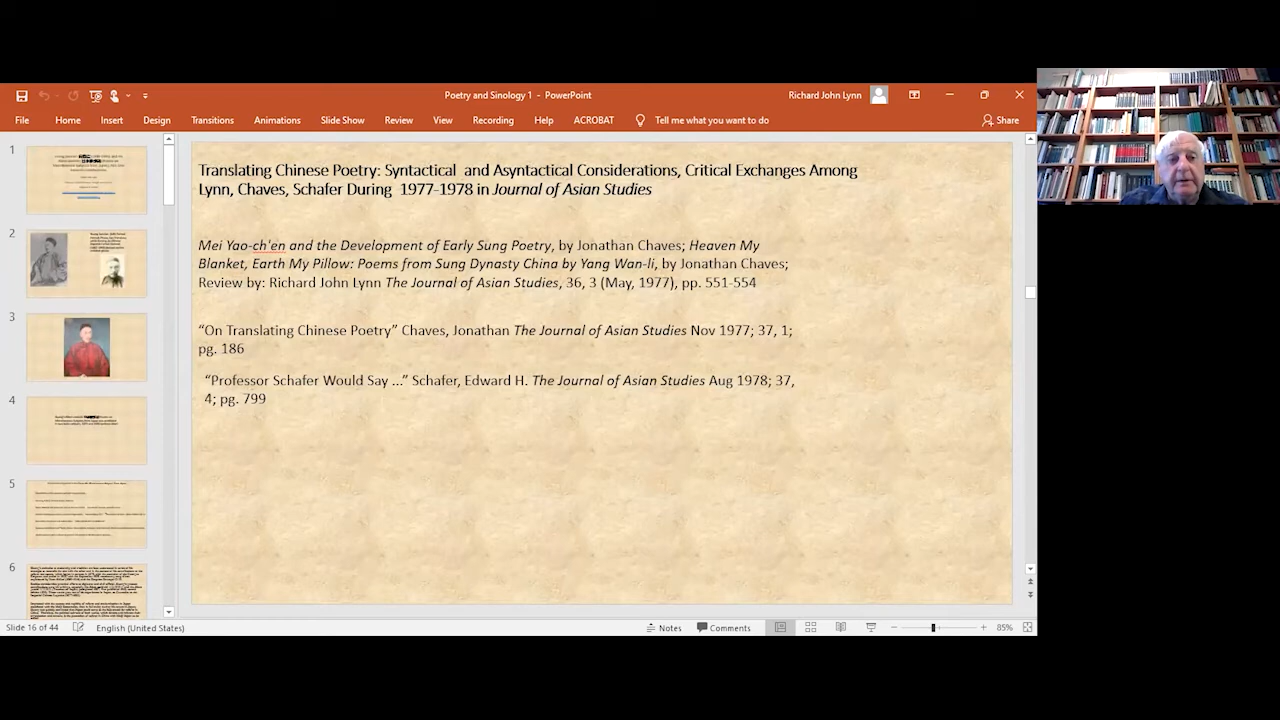 Poetry and Sinology 1 - PowerPoint
Richard John Lynn
File Home Insert Design Transitions Animations Slide Show Review View Recording Help ACROBAT Tell me what you want to do Share
1
2
3
4
5
6
Translating Chinese Poetry: Syntactical and Asyntactical Considerations, Critical Exchanges Among
Lynn, Chaves, Schafer During 1977-1978 in Journal of Asian Studies
Mei Yao-ch'en and the Development of Early Sung Poetry, by Jonathan Chaves; Heaven My
Blanket, Earth My Pillow: Poems from Sung Dynasty China by Yang Wan-li, by Jonathan Chaves;
Review by: Richard John Lynn The Journal of Asian Studies, 36, 3 (May, 1977), pp. 551-554
“On Translating Chinese Poetry” Chaves, Jonathan The Journal of Asian Studies Nov 1977; 37, 1;
pg. 186
“Professor Schafer Would Say ...” Schafer, Edward H. The Journal of Asian Studies Aug 1978; 37,
4; pg. 799
Slide 16 of 44 English (United States) Notes Comments 85%